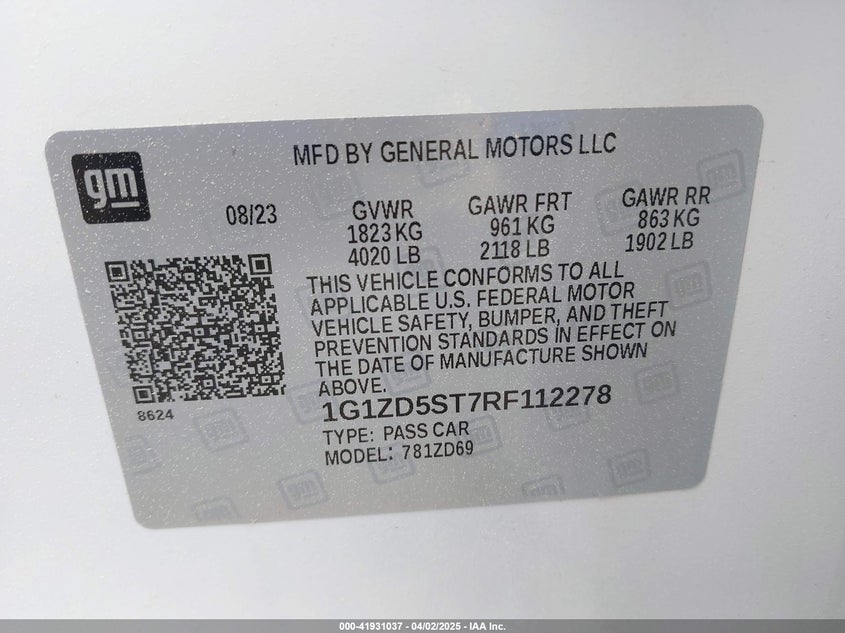 gm
MFD BY GENERAL MOTORS LLC
08/23
GVWR
1823 KG
4020 LB
GAWR FRT
961 KG
2118 LB
GAWR RR
863 KG
1902 LB
THIS VEHICLE CONFORMS TO ALL
APPLICABLE U.S. FEDERAL MOTOR
VEHICLE SAFETY, BUMPER, AND THEFT
PREVENTION STANDARDS IN EFFECT ON
THE DATE OF MANUFACTURE SHOWN
ABOVE.
8624
1G1ZD5ST7RF112278
TYPE: PASS CAR
MODEL: 781ZD69
000-41931037 - 04/02/2025 - IAA Inc.